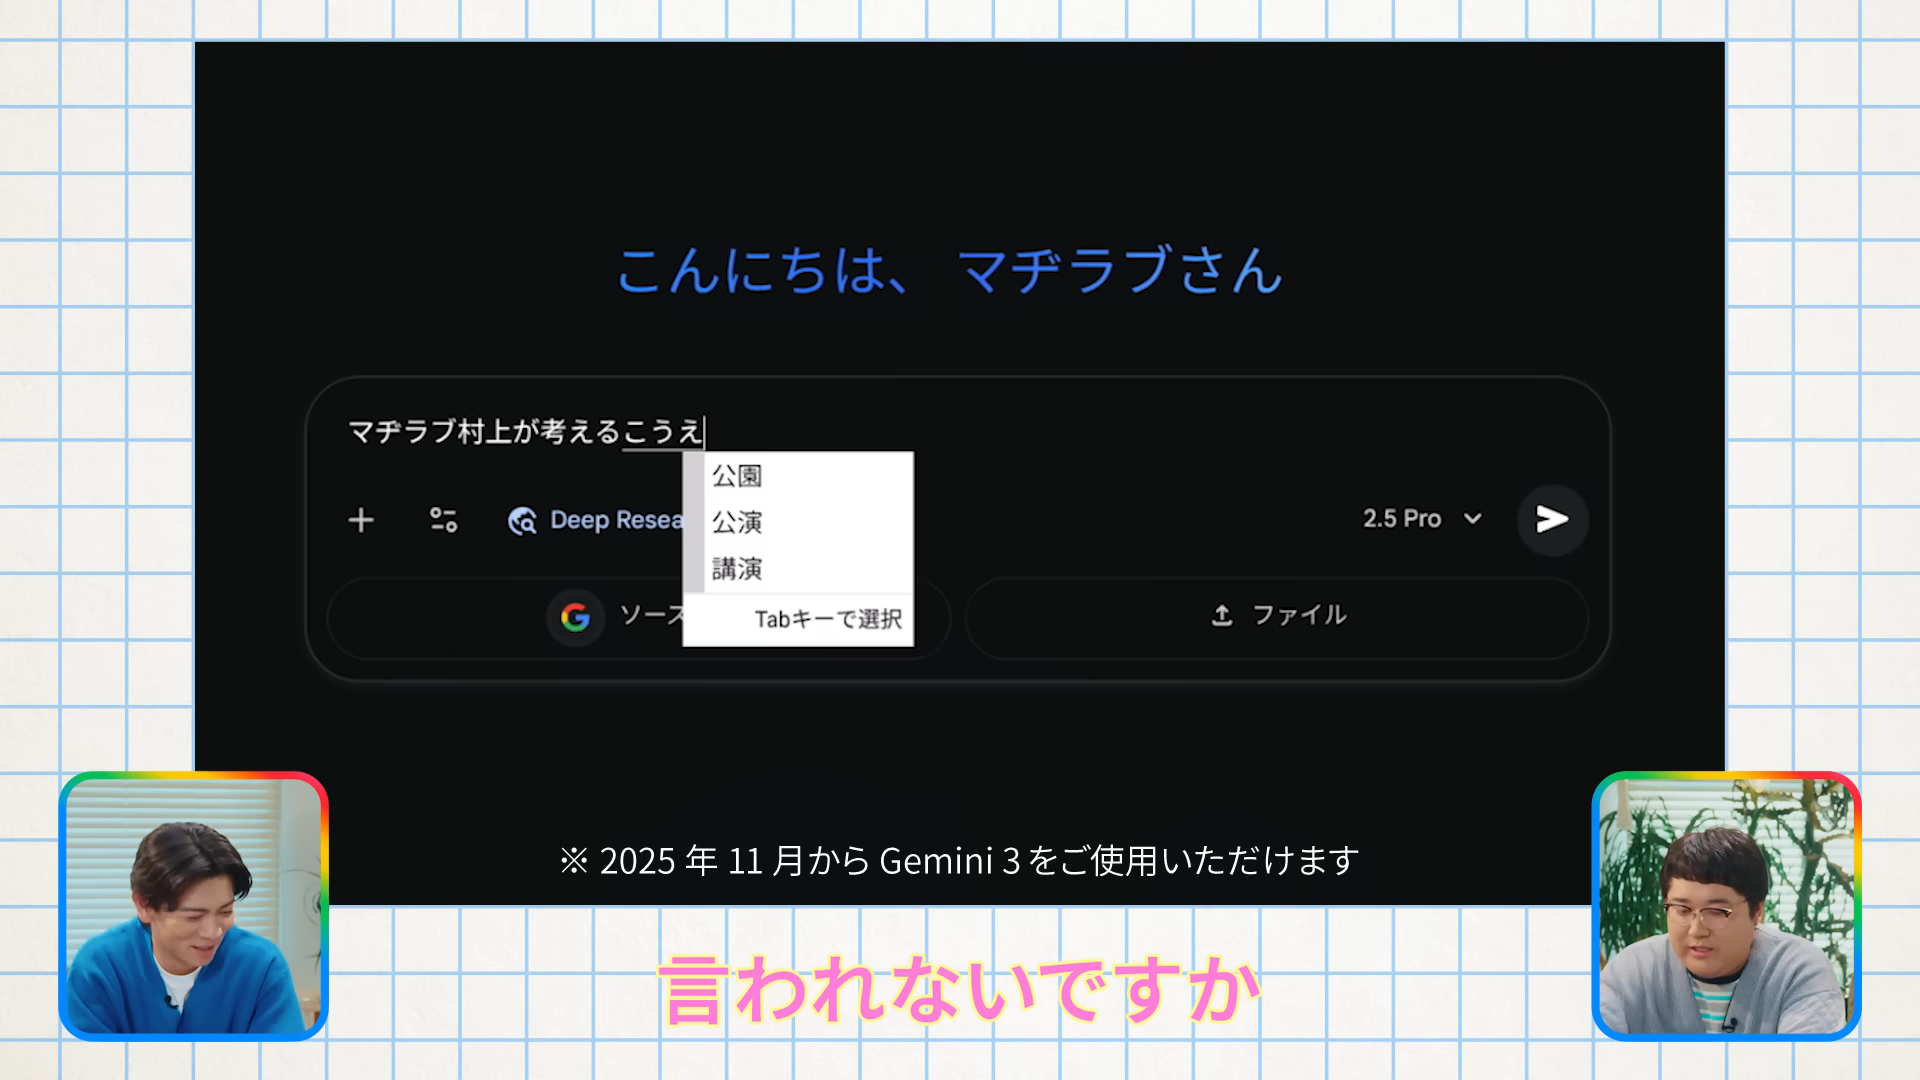 こんにちは、マヂラブさん
マヂラブ村上が考えるこうえ
公園
公演
講演
Tabキーで選択
Deep Resea
2.5 Pro
ソース
ファイル
※ 2025 年 11 月から Gemini 3 をご使用いただけます
言われないですか